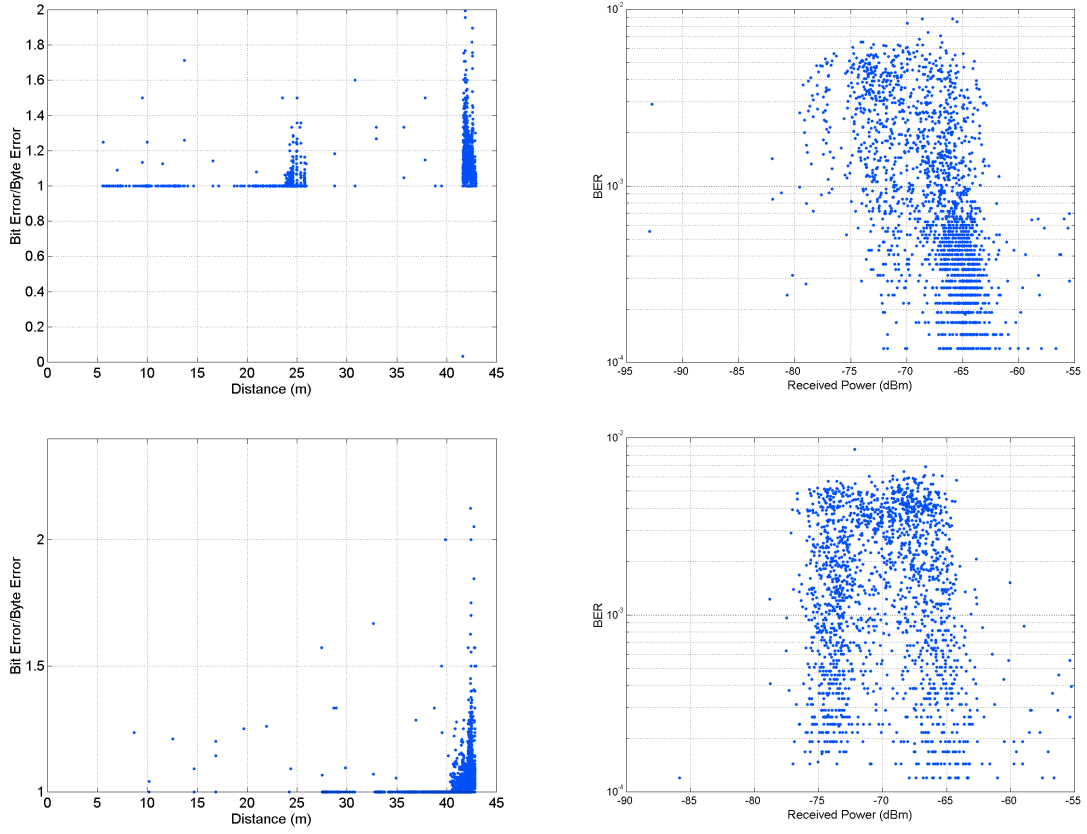 2
1.8
1.6
1.4
1.2
1
0.8
0.6
0.4
0.2
0
Bit Error/Byte Error
0 5 10 15 20 25 30 35 40 45
Distance (m)
10-2
10-3
10-4
BER
-95 -90 -85 -80 -75 -70 -65 -60 -55
Received Power (dBm)
2
1.5
1
Bit Error/Byte Error
0 5 10 15 20 25 30 35 40 45
Distance (m)
10-2
10-3
10-4
BER
-90 -85 -80 -75 -70 -65 -60 -55
Received Power (dBm)